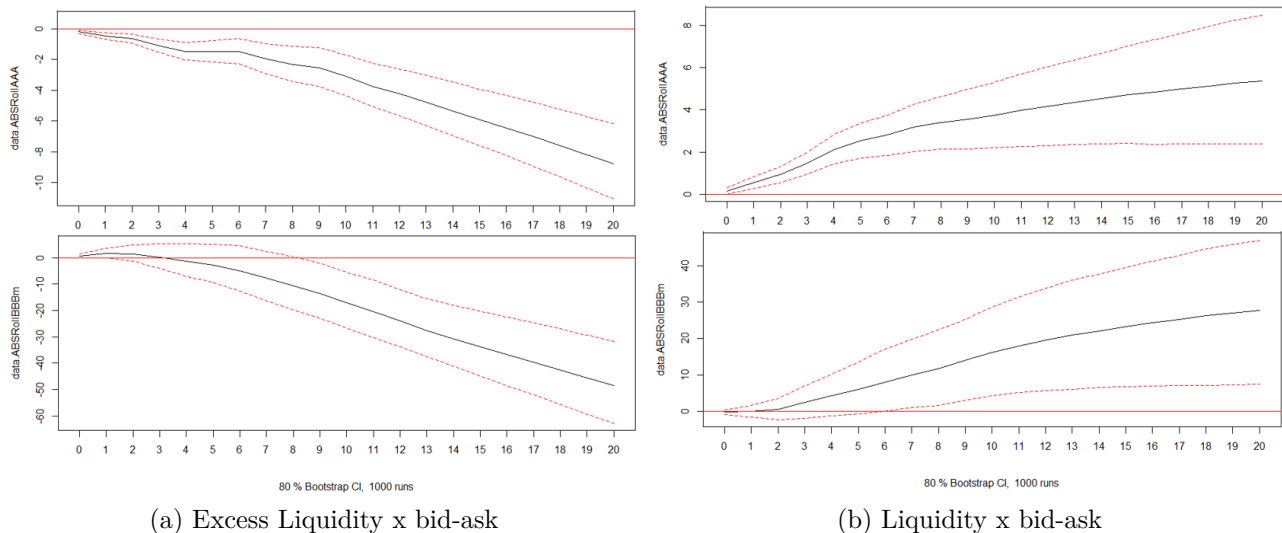 data.ABSRollAAA
0
-2
-4
-6
-8
-10
0 1 2 3 4 5 6 7 8 9 10 11 12 13 14 15 16 17 18 19 20
data.ABSRollBBBm
0
-10
-20
-30
-40
-50
-60
0 1 2 3 4 5 6 7 8 9 10 11 12 13 14 15 16 17 18 19 20
80 % Bootstrap CI, 1000 runs
(a) Excess Liquidity x bid-ask
data.ABSRollAAA
8
6
4
2
0
0 1 2 3 4 5 6 7 8 9 10 11 12 13 14 15 16 17 18 19 20
data.ABSRollBBBm
40
30
20
10
0
0 1 2 3 4 5 6 7 8 9 10 11 12 13 14 15 16 17 18 19 20
80 % Bootstrap CI, 1000 runs
(b) Liquidity x bid-ask